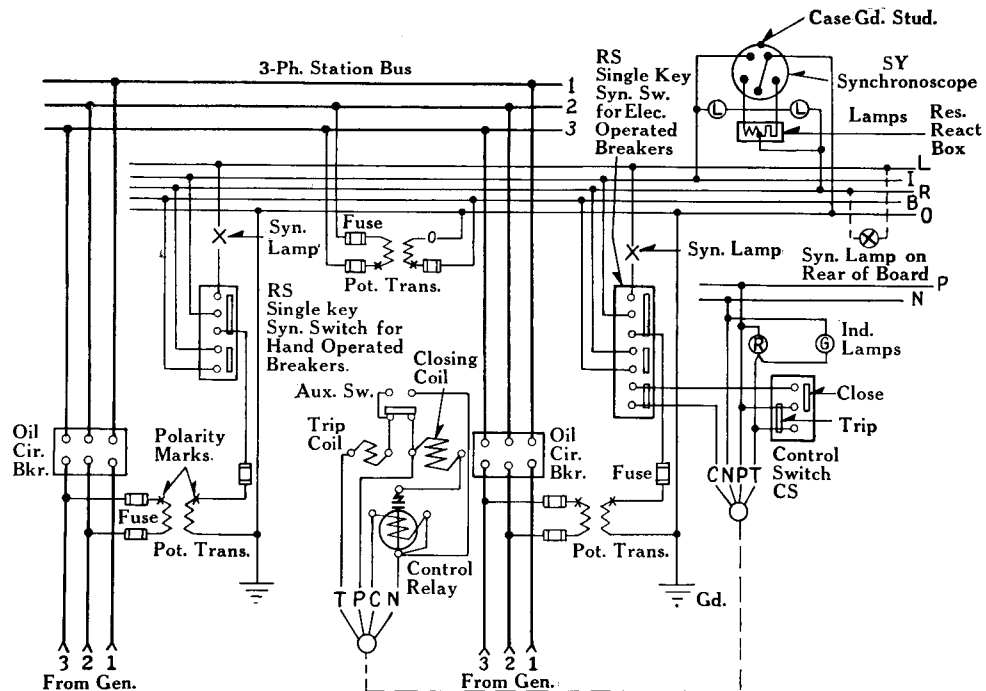 Case Gd. Stud.
3-Ph. Station Bus
1
2
3
RS
Single Key
Syn. Sw.
for Elec.
Operated
Breakers
SY
Synchronoscope
L
L
Lamps
Res.
React
Box
L
I
R
B
O
Syn.
Lamp
Fuse
O
Pot. Trans.
Syn. Lamp
Syn. Lamp on
Rear of Board
P
N
RS
Single key
Syn. Switch for
Hand Operated
Breakers.
R
G
Ind.
Lamps
Closing
Coil
Aux. Sw.
Trip
Coil
Close
Trip
Control
Switch
CS
Oil
Cir.
Bkr.
Polarity
Marks.
Oil
Cir.
Bkr.
Fuse
C N P T
Fuse
Pot. Trans.
Pot. Trans.
Control
Relay
T P C N
Gd.
3 2 1
From Gen.
3 2 1
From Gen.